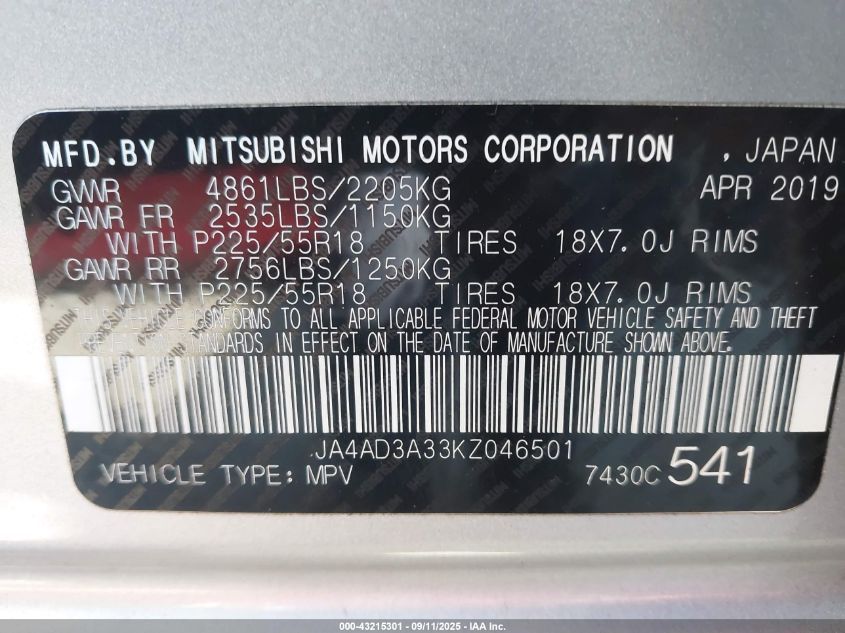 MFD.BY MITSUBISHI MOTORS CORPORATION , JAPAN
GVWR 4861LBS/2205KG APR 2019
GAWR FR 2535LBS/1150KG
WITH P225/55R18 TIRES 18X7.0J RIMS
GAWR RR 2756LBS/1250KG
WITH P225/55R18 TIRES 18X7.0J RIMS
THIS VEHICLE CONFORMS TO ALL APPLICABLE FEDERAL MOTOR VEHICLE SAFETY AND THEFT
PREVENTION STANDARDS IN EFFECT ON THE DATE OF MANUFACTURE SHOWN ABOVE.
JA4AD3A33KZ046501
VEHICLE TYPE: MPV 7430C 541
000-43215301 - 09/11/2025 - IAA Inc.